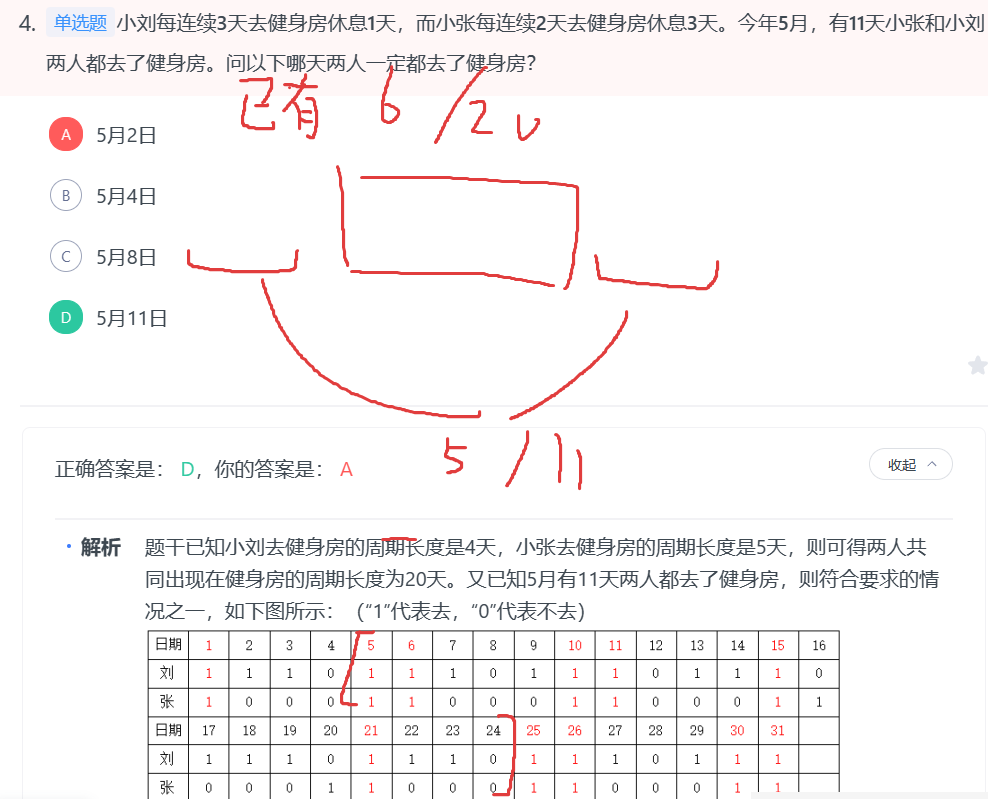 4. 单选题 小刘每连续3天去健身房休息1天，而小张每连续2天去健身房休息3天。今年5月，有11天小张和小刘
两人都去了健身房。问以下哪天两人一定都去了健身房？
已有 6 / 20
A 5月2日
B 5月4日
C 5月8日
D 5月11日
5 / 11
正确答案是： D，你的答案是： A
收起
· 解析 题干已知小刘去健身房的周期长度是4天，小张去健身房的周期长度是5天，则可得两人共
同出现在健身房的周期长度为20天。又已知5月有11天两人都去了健身房，则符合要求的情
况之一，如下图所示：（“1”代表去，“0”代表不去）
日期 1 2 3 4 5 6 7 8 9 10 11 12 13 14 15 16
刘 1 1 1 0 1 1 1 0 1 1 1 0 1 1 1 0
张 1 0 0 0 1 1 0 0 0 1 1 0 0 0 1 1
日期 17 18 19 20 21 22 23 24 25 26 27 28 29 30 31
刘 1 1 1 0 1 1 1 0 1 1 1 0 1 1 1
张 0 0 0 1 1 0 0 0 1 1 0 0 0 1 1